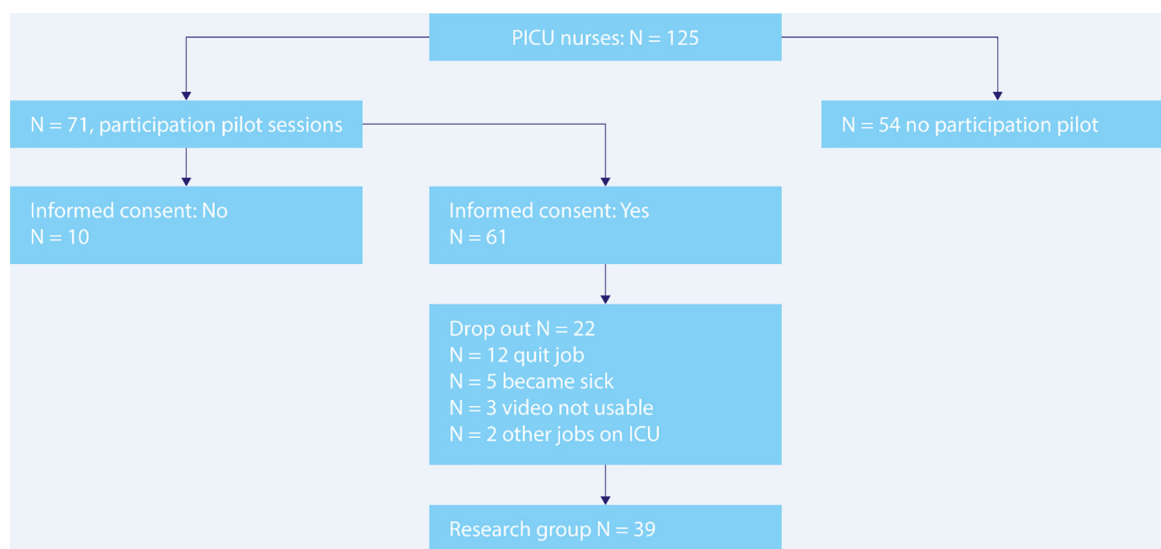 PICU nurses: N = 125
N = 71, participation pilot sessions
N = 54 no participation pilot
Informed consent: No
N = 10
Informed consent: Yes
N = 61
Drop out N = 22
N = 12 quit job
N = 5 became sick
N = 3 video not usable
N = 2 other jobs on ICU
Research group N = 39